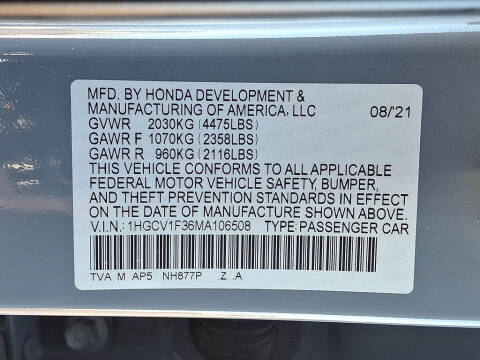 MFD. BY HONDA DEVELOPMENT &
MANUFACTURING OF AMERICA, LLC 08/21
GVWR 2030KG (4475LBS)
GAWR F 1070KG (2358LBS)
GAWR R 960KG (2116LBS)
THIS VEHICLE CONFORMS TO ALL APPLICABLE
FEDERAL MOTOR VEHICLE SAFETY, BUMPER,
AND THEFT PREVENTION STANDARDS IN EFFECT
ON THE DATE OF MANUFACTURE SHOWN ABOVE.
V.I.N.: 1HGCV1F36MA106508 TYPE: PASSENGER CAR
TVA M AP5 NH877P .Z .A